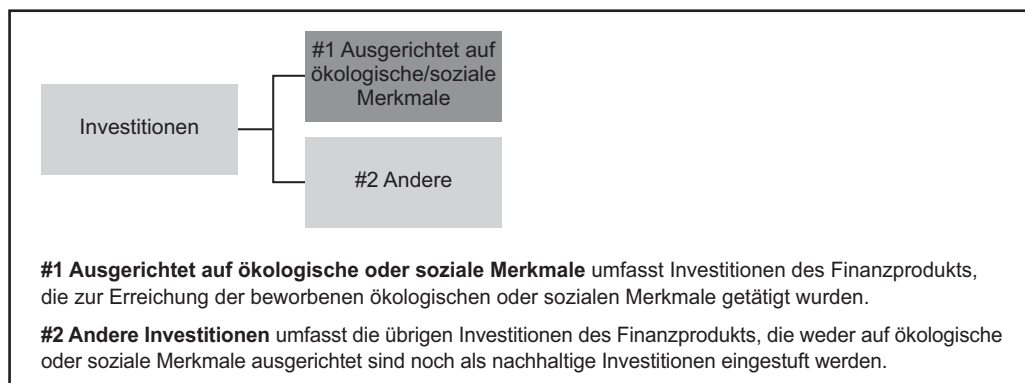 #1 Ausgerichtet auf
ökologische/soziale
Merkmale
Investitionen
#2 Andere
#1 Ausgerichtet auf ökologische oder soziale Merkmale umfasst Investitionen des Finanzprodukts,
die zur Erreichung der beworbenen ökologischen oder sozialen Merkmale getätigt wurden.
#2 Andere Investitionen umfasst die übrigen Investitionen des Finanzprodukts, die weder auf ökologische
oder soziale Merkmale ausgerichtet sind noch als nachhaltige Investitionen eingestuft werden.